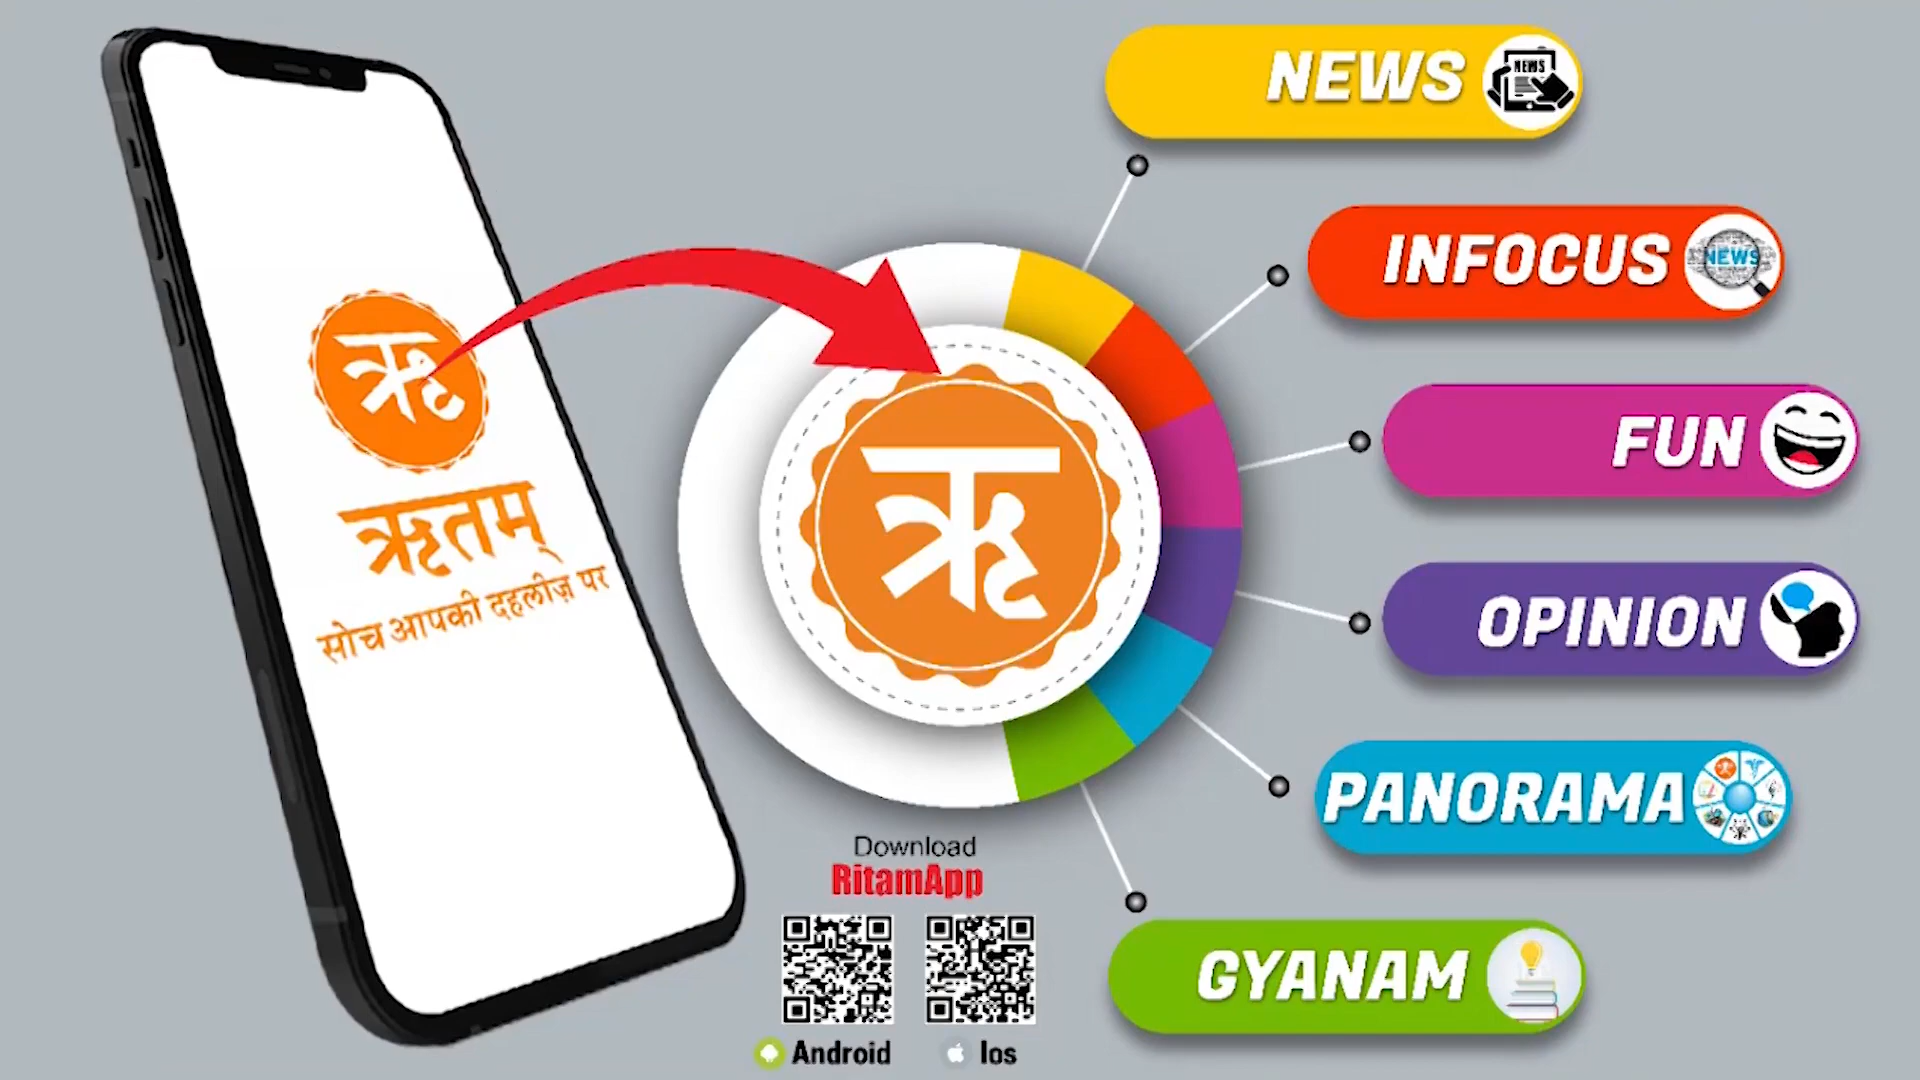 ऋ
ऋतम्
सोच आपकी दहलीज़ पर
ऋ
NEWS
NEWS
INFOCUS
NEWS
FUN
OPINION
PANORAMA
GYANAM
Download
RitamApp
Android
Ios